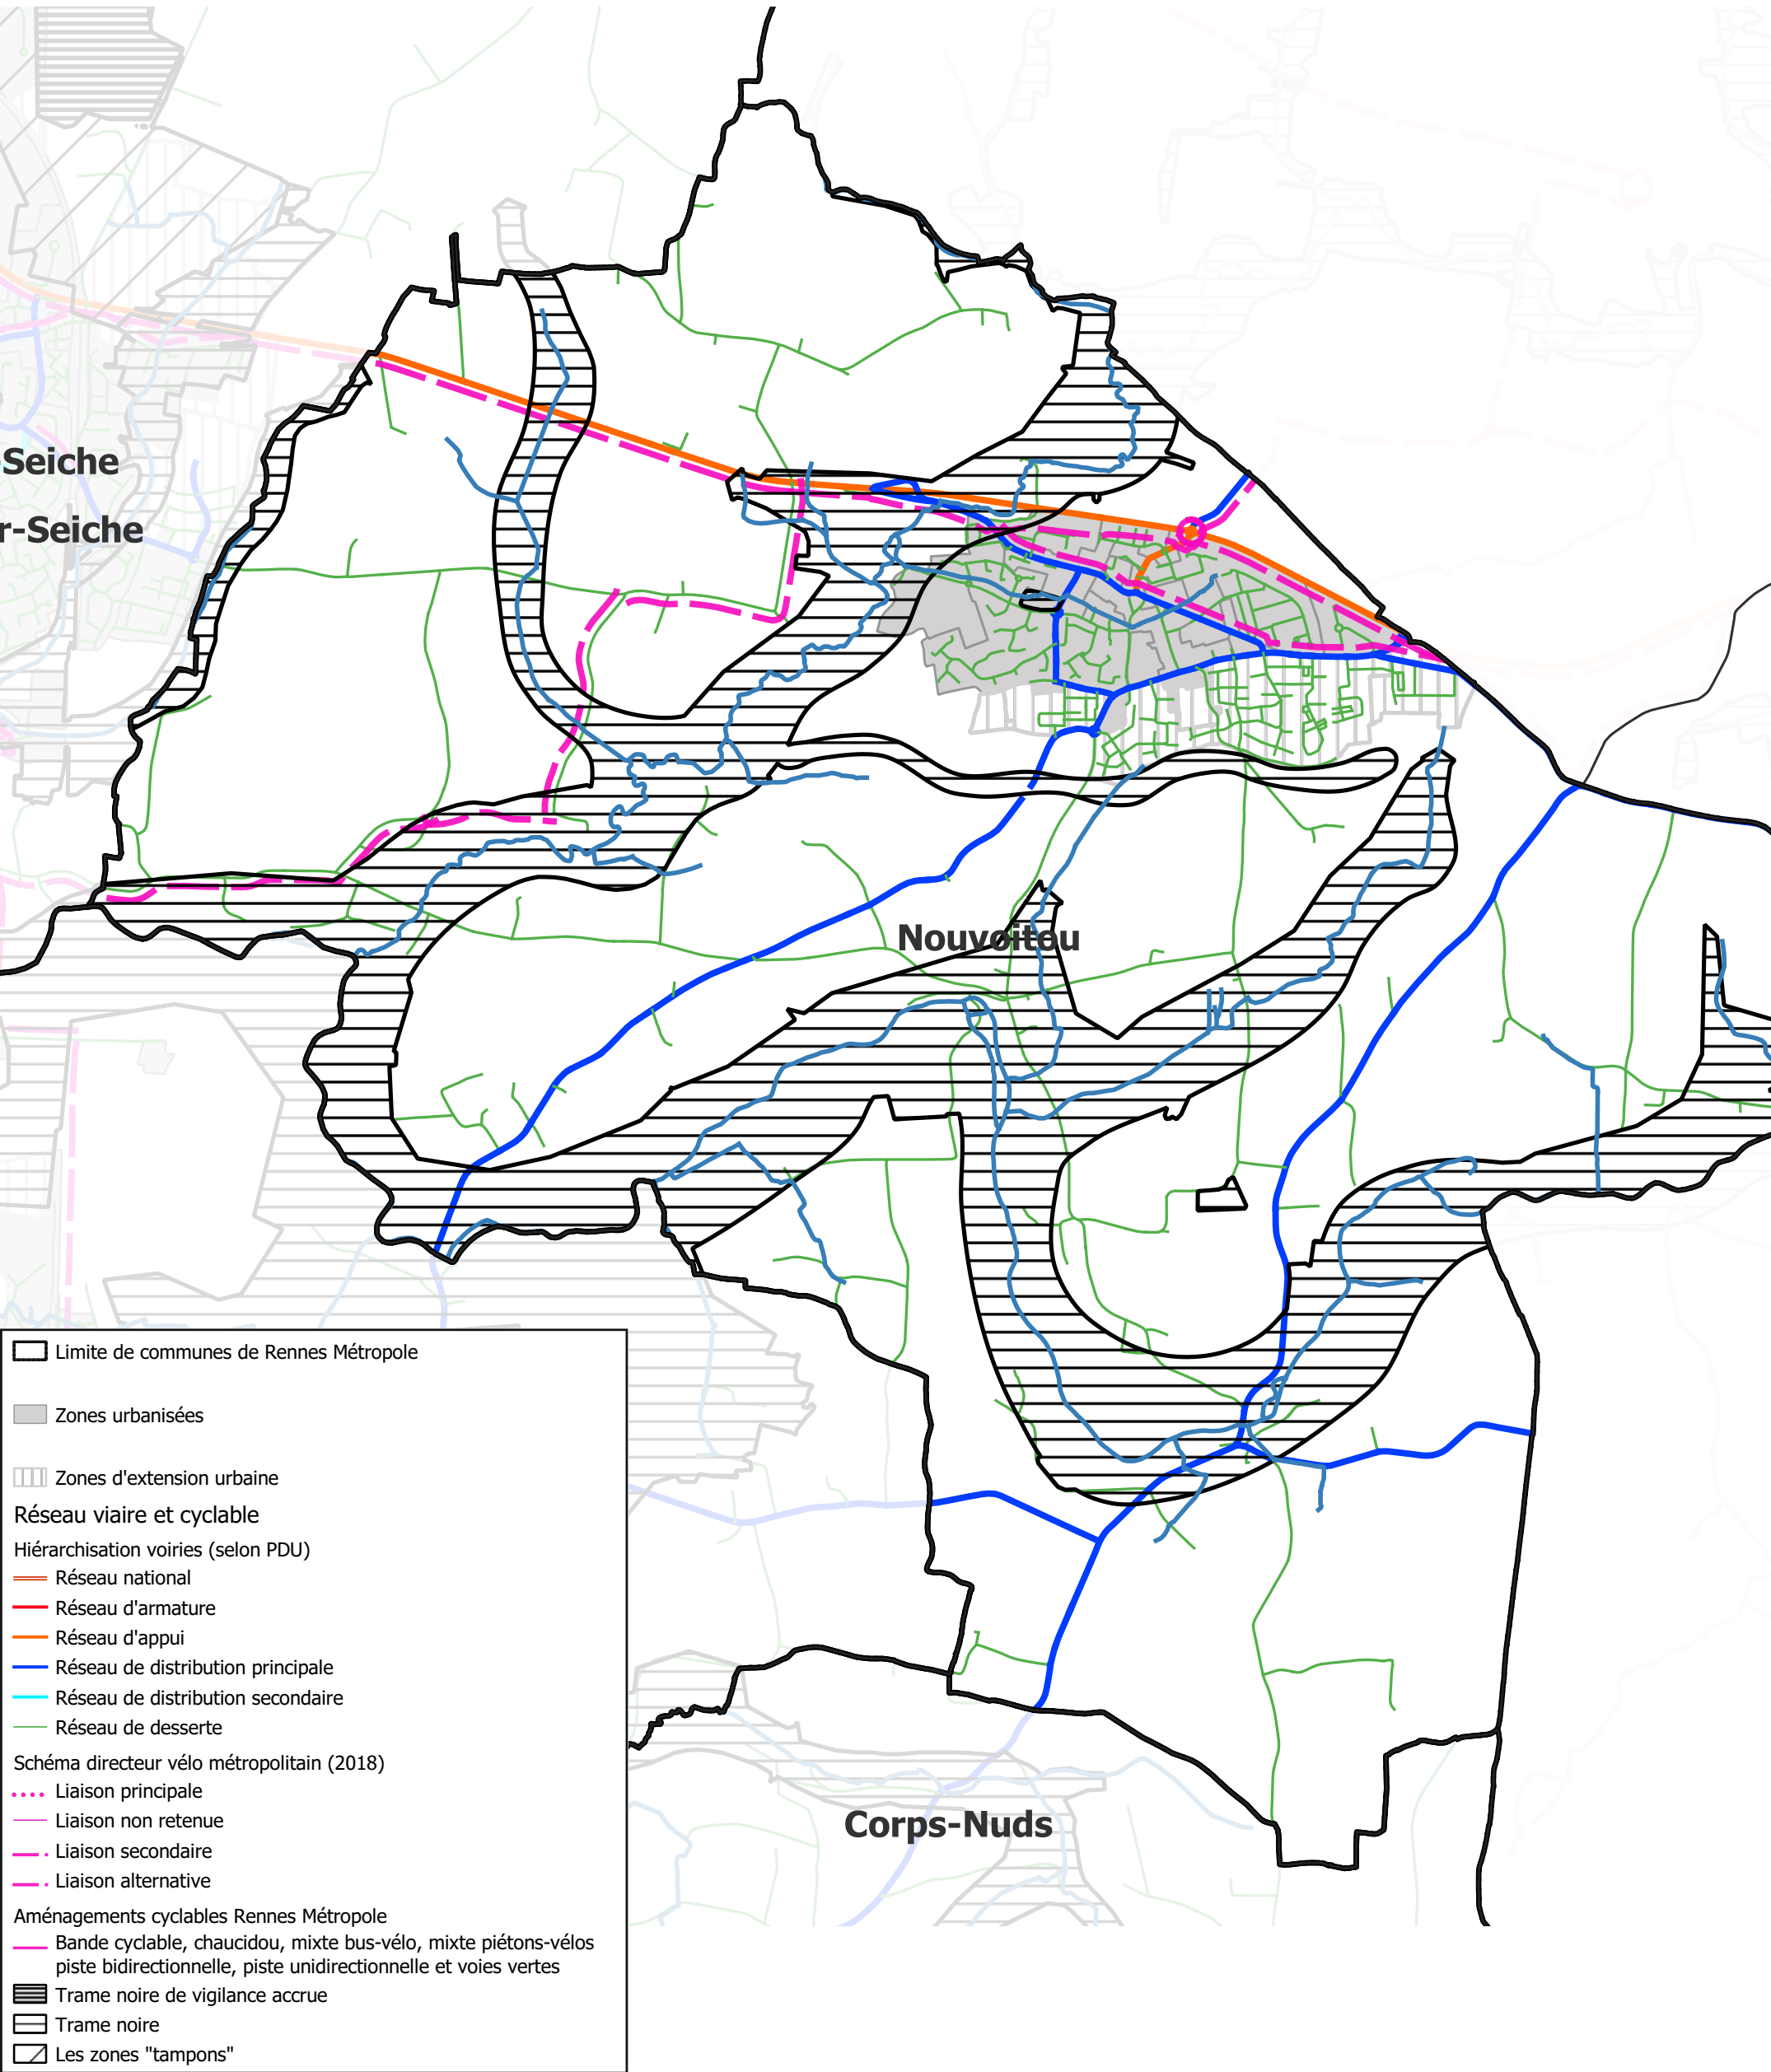 -Seiche
r-Seiche
Nouvoitou
Corps-Nuds
Limite de communes de Rennes Métropole
Zones urbanisées
Zones d'extension urbaine
Réseau viaire et cyclable
Hiérarchisation voiries (selon PDU)
Réseau national
Réseau d'armature
Réseau d'appui
Réseau de distribution principale
Réseau de distribution secondaire
Réseau de desserte
Schéma directeur vélo métropolitain (2018)
Liaison principale
Liaison non retenue
Liaison secondaire
Liaison alternative
Aménagements cyclables Rennes Métropole
Bande cyclable, chaucidou, mixte bus-vélo, mixte piétons-vélos
piste bidirectionnelle, piste unidirectionnelle et voies vertes
Trame noire de vigilance accrue
Trame noire
Les zones "tampons"